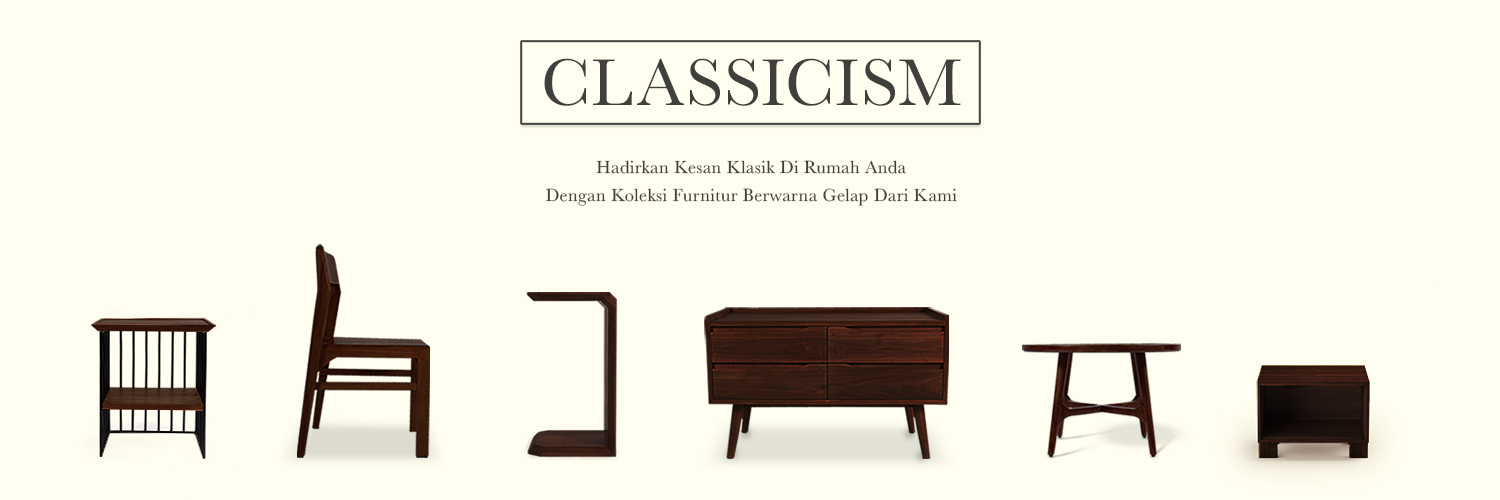 CLASSICISM
Hadirkan Kesan Klasik Di Rumah Anda
Dengan Koleksi Furnitur Berwarna Gelap Dari Kami